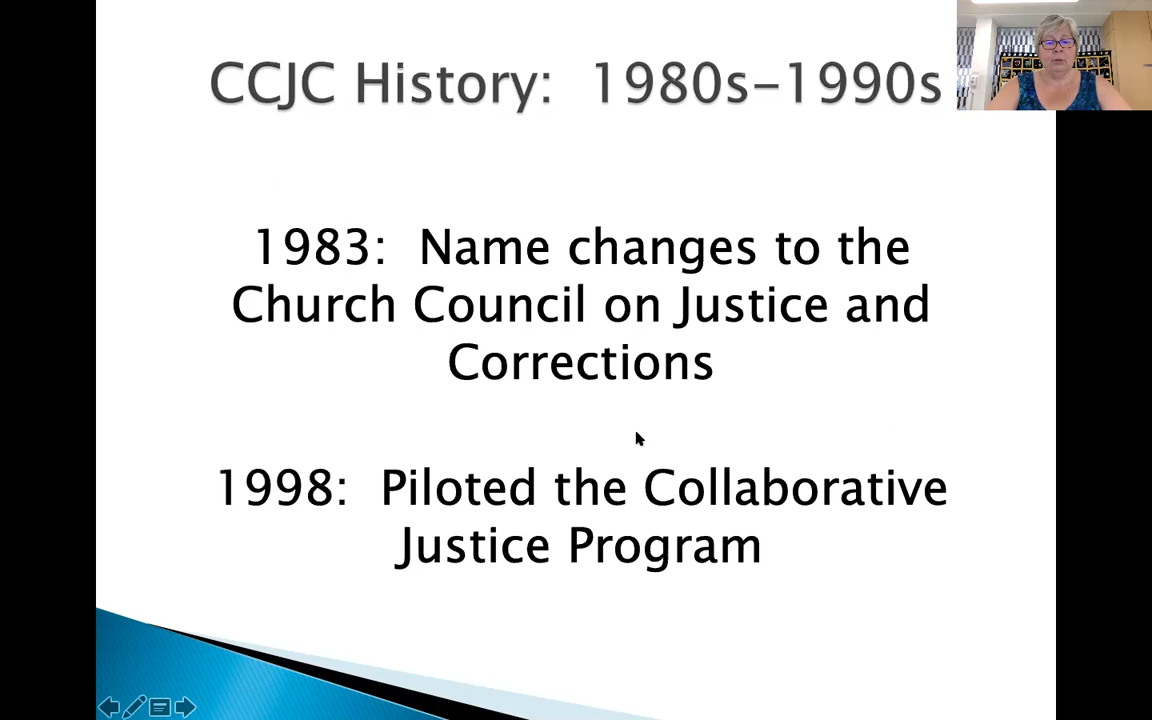 CCJC History: 1980s-1990s
1983: Name changes to the
Church Council on Justice and
Corrections
1998: Piloted the Collaborative
Justice Program